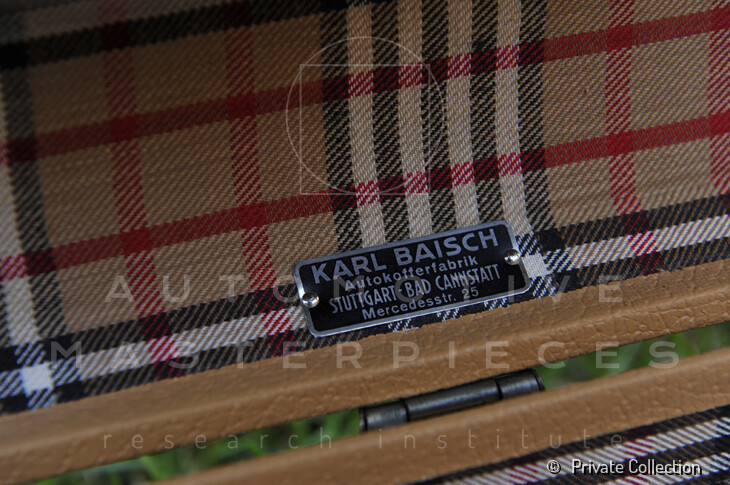 KARL BAISCH
Autokofferfabrik
STUTTGART-BAD CANNSTATT
Mercedesstr. 25
AUTOMOTIVE
MASTERPIECES
research institute
© Private Collection